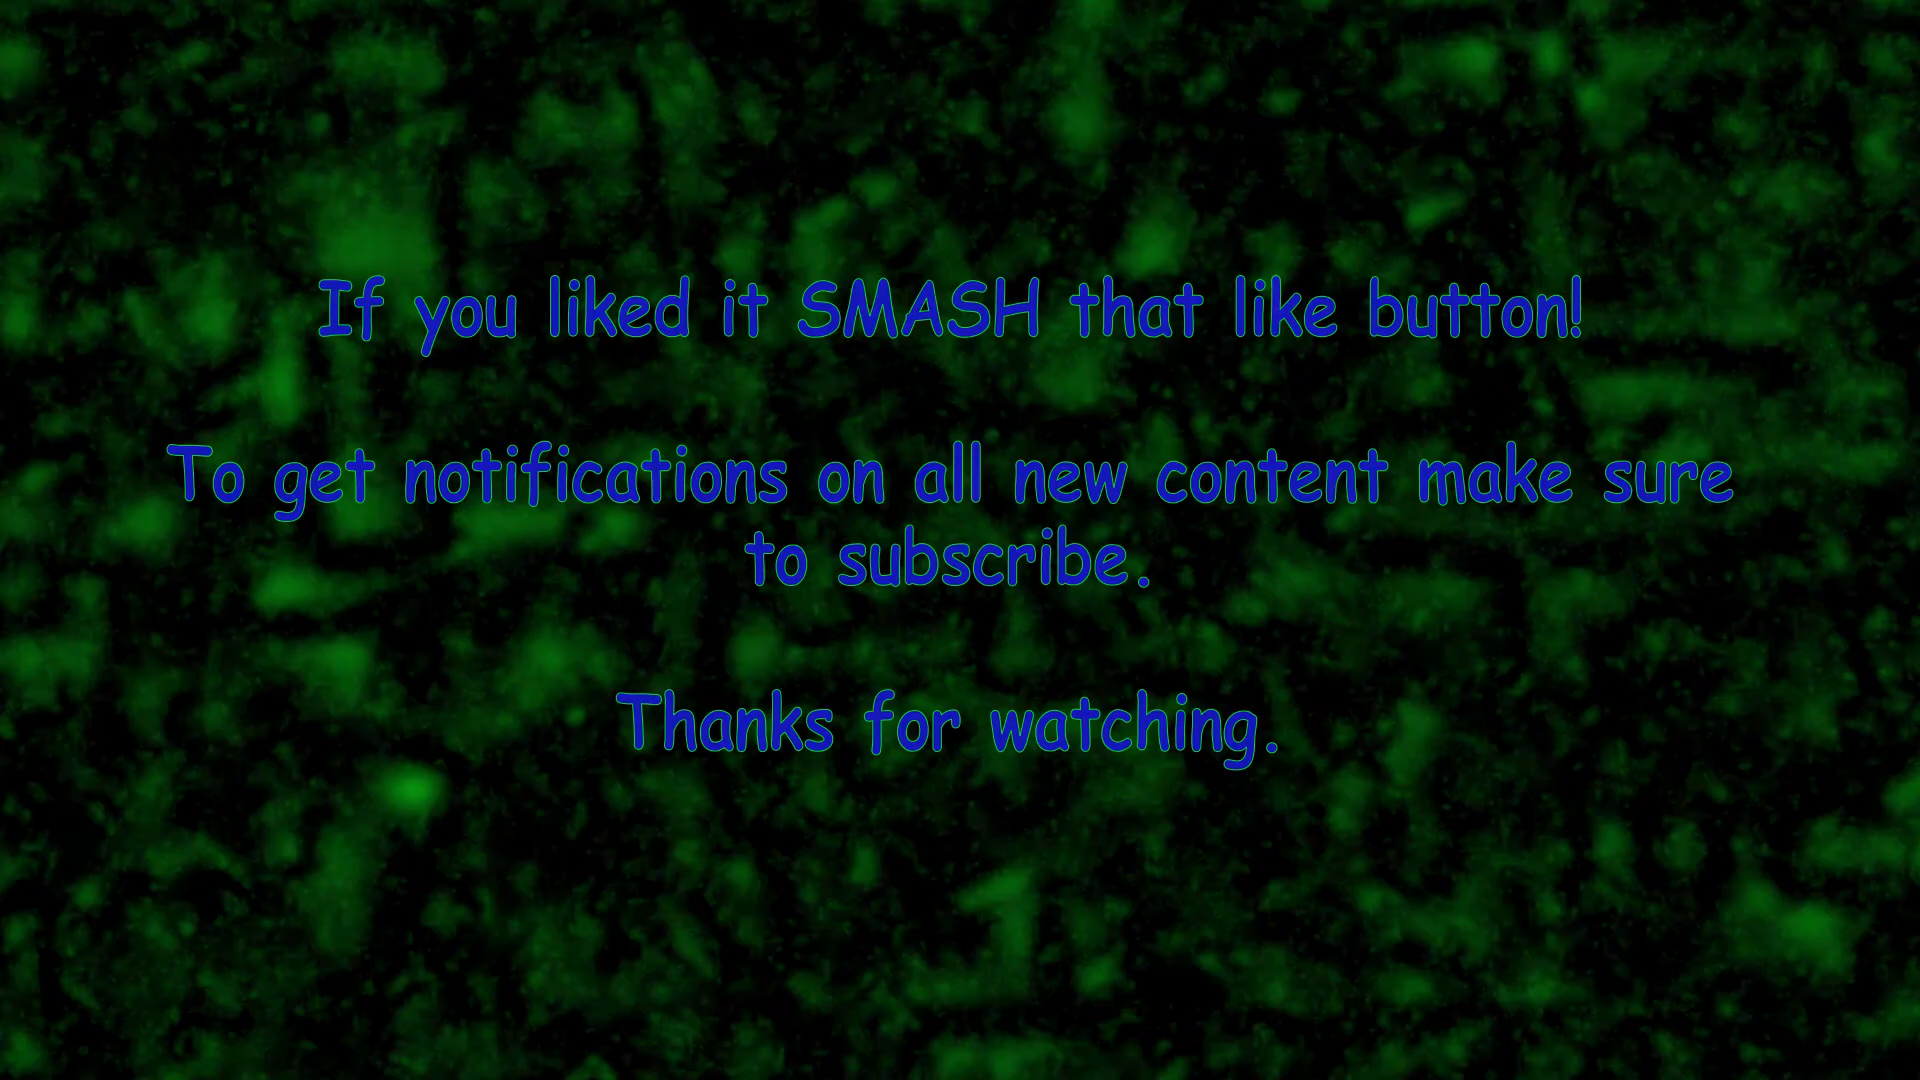 If you liked it SMASH that like button!
To get notifications on all new content make sure
to subscribe.
Thanks for watching.